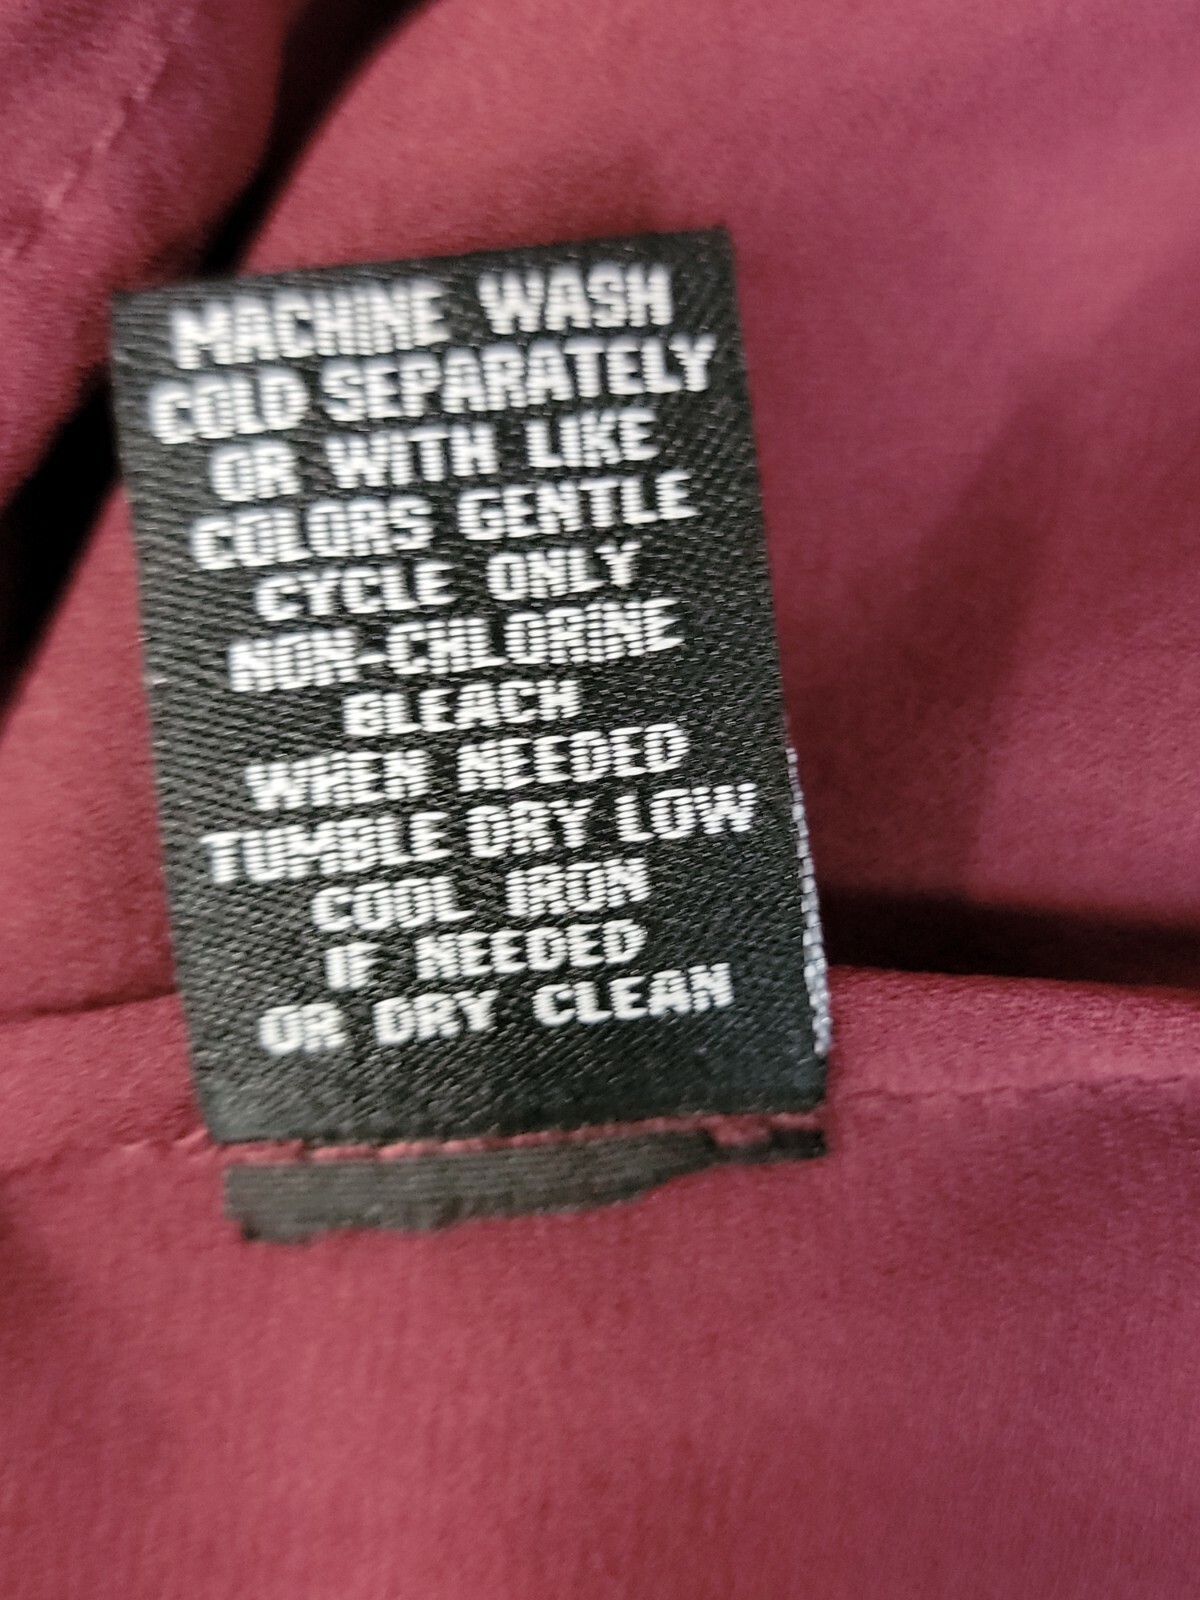 MACHINE WASH
COLD SEPARATELY
OR WITH LIKE
COLORS GENTLE
CYCLE ONLY
NON-CHLORINE
BLEACH
WHEN NEEDED
TUMBLE DRY LOW
COOL IRON
IF NEEDED
OR DRY CLEAN